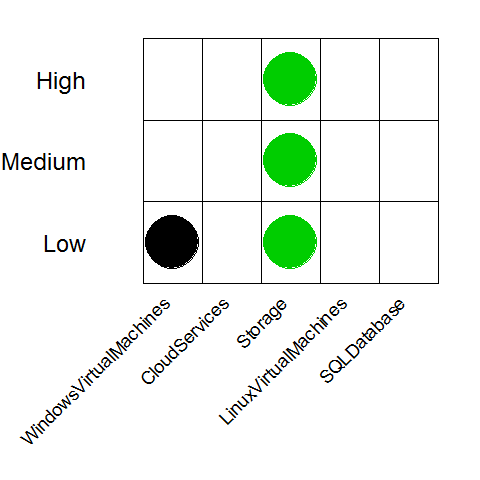 High
Medium
Low
WindowsVirtualMachines
CloudServices
Storage
LinuxVirtualMachines
SQLDatabase